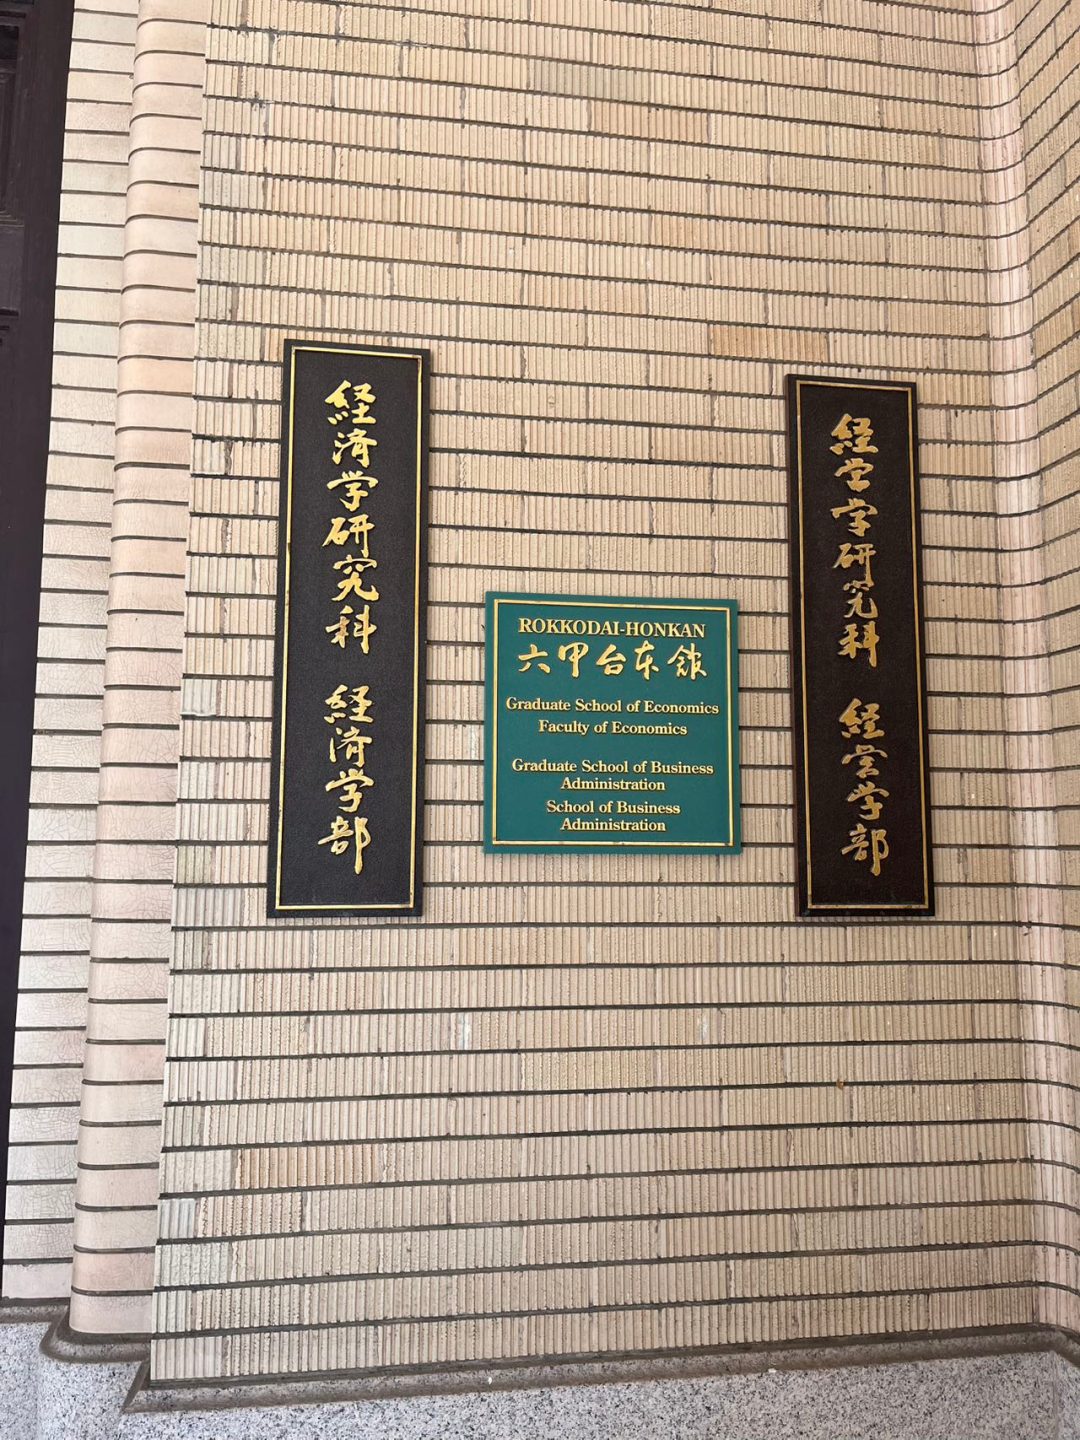 経済学研究科 経済学部
ROKKODAI-HONKAN
六甲台本館
Graduate School of Economics
Faculty of Economics
Graduate School of Business
Administration
School of Business
Administration
経営学研究科 経営学部